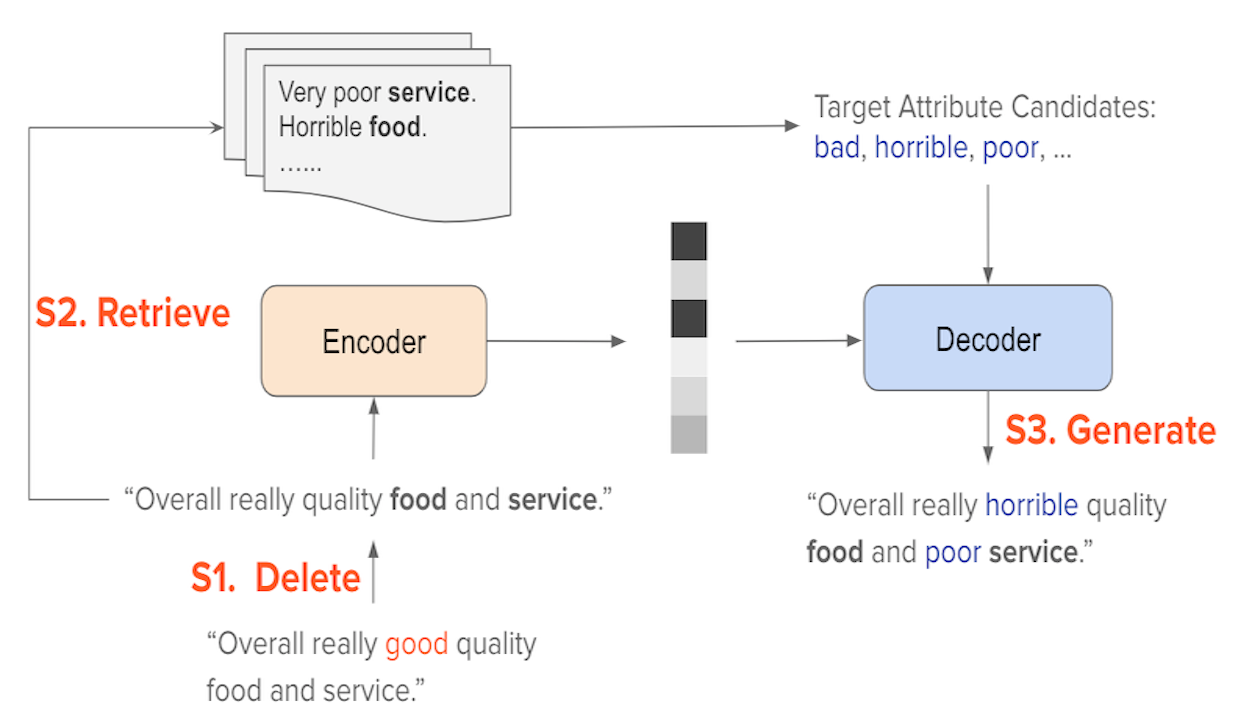 Very poor service.
Horrible food.
…...
Target Attribute Candidates:
bad, horrible, poor, ...
S2. Retrieve
Encoder
Decoder
S3. Generate
“Overall really quality food and service.”
“Overall really horrible quality
food and poor service.”
S1. Delete
“Overall really good quality
food and service.”